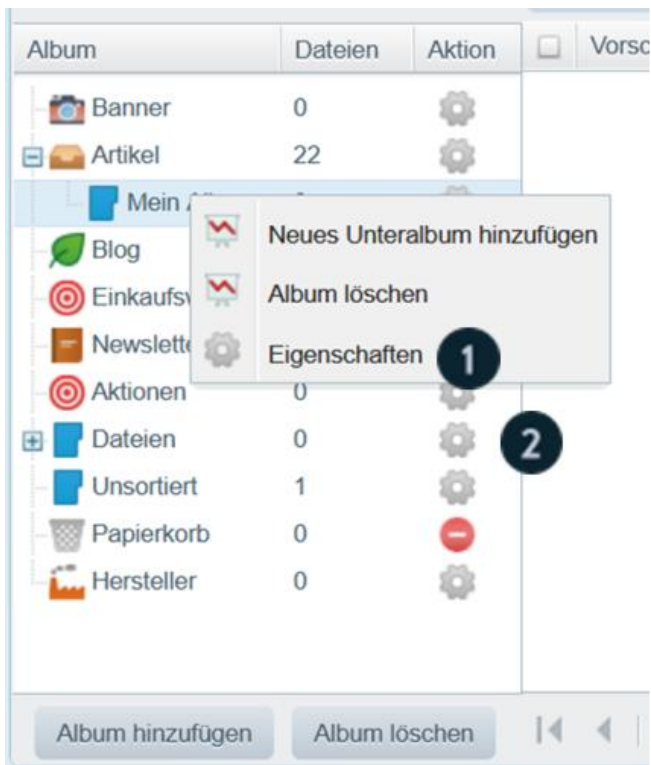 Album Dateien Aktion Vorsc
Banner 0
Artikel 22
Mein
Neues Unteralbum hinzufügen
Blog
Album löschen
Einkaufsw
Eigenschaften 1
Newslette
Aktionen 0
Dateien 0 2
Unsortiert 1
Papierkorb 0
Hersteller 0
Album hinzufügen Album löschen